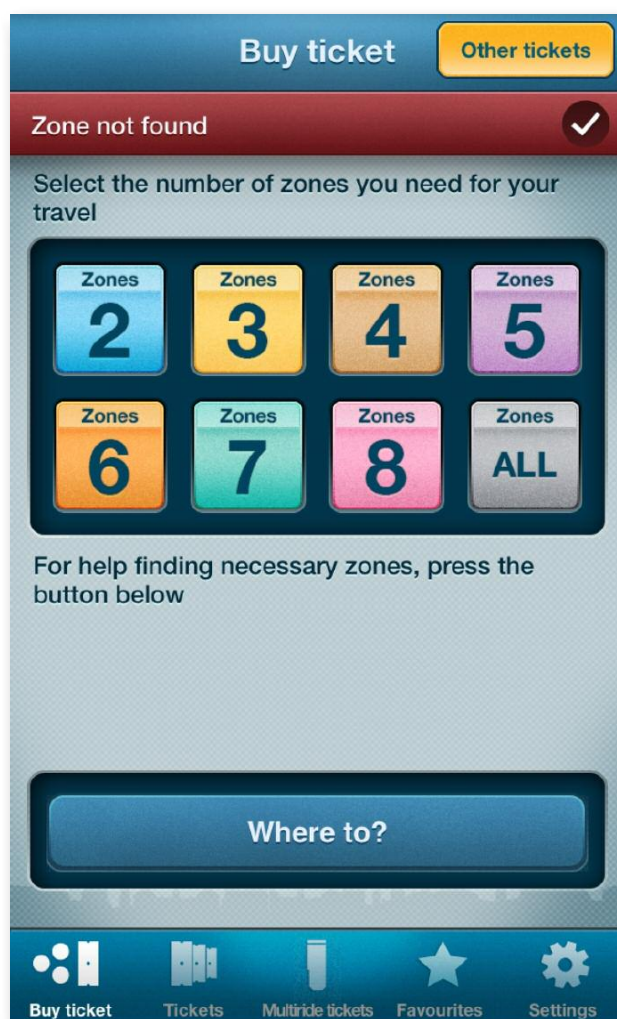 Buy ticket
Other tickets
Zone not found
Select the number of zones you need for your
travel
Zones Zones Zones Zones
2 3 4 5
Zones Zones Zones Zones
6 7 8 ALL
For help finding necessary zones, press the
button below
Where to?
Buy ticket Tickets Multiride tickets Favourites Settings